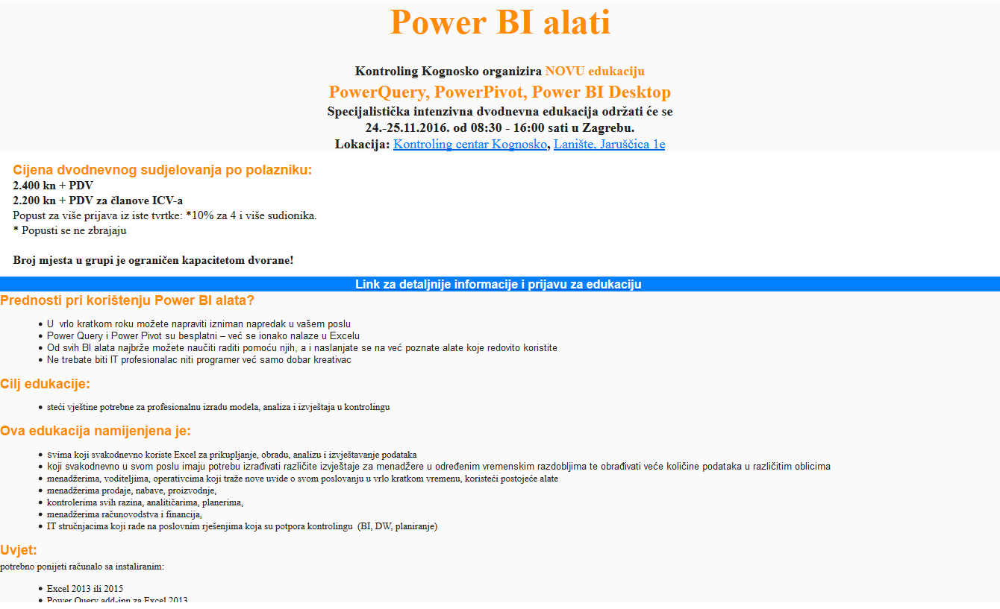 Power BI alati
Kontroling Kognosko organizira NOVU edukaciju
PowerQuery, PowerPivot, Power BI Desktop
Specijalistička intenzivna dvodnevna edukacija održati će se
24.-25.11.2016. od 08:30 - 16:00 sati u Zagrebu.
Lokacija: Kontroling centar Kognosko, Lanište, Jaruščica 1e
Cijena dvodnevnog sudjelovanja po polazniku:
2.400 kn + PDV
2.200 kn + PDV za članove ICV-a
Popust za više prijava iz iste tvrtke: *10% za 4 i više sudionika.
* Popusti se ne zbrajaju
Broj mjesta u grupi je ograničen kapacitetom dvorane!
Link za detaljnije informacije i prijavu za edukaciju
Prednosti pri korištenju Power BI alata?
• U  vrlo kratkom roku možete napraviti izniman napredak u vašem poslu
• Power Query i Power Pivot su besplatni – već se ionako nalaze u Excelu
• Od svih BI alata najbrže možete naučiti raditi pomoću njih, a i naslanjate se na već poznate alate koje redovito koristite
• Ne trebate biti IT profesionalac niti programer već samo dobar kreativac
Cilj edukacije:
• steći vještine potrebne za profesionalnu izradu modela, analiza i izvještaja u kontrolingu
Ova edukacija namijenjena je:
• svima koji svakodnevno koriste Excel za prikupljanje, obradu, analizu i izvještavanje podataka
• koji svakodnevno u svom poslu imaju potrebu izrađivati različite izvještaje za menadžere u određenim vremenskim razdobljima te obrađivati veće količine podataka u različitim oblicima
• menadžerima, voditeljima, operativcima koji traže nove uvide o svom poslovanju u vrlo kratkom vremenu, koristeći postojeće alate
• menadžerima prodaje, nabave, proizvodnje,
• kontrolerima svih razina, analitičarima, planerima,
• menadžerima računovodstva i financija,
• IT stručnjacima koji rade na poslovnim rješenjima koja su potpora kontrolingu  (BI, DW, planiranje)
Uvjet:
potrebno ponijeti računalo sa instaliranim:
• Excel 2013 ili 2015
• Power Query add-inn za Excel 2013